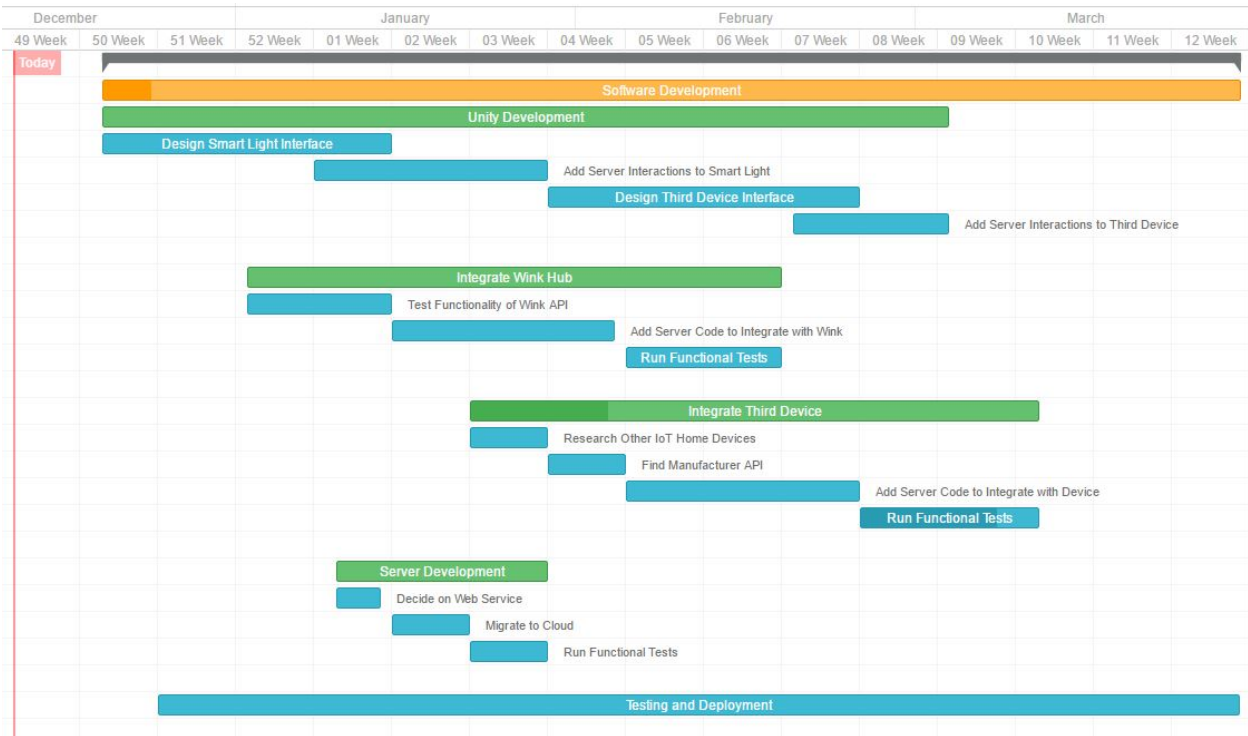 December January February March
49 Week 50 Week 51 Week 52 Week 01 Week 02 Week 03 Week 04 Week 05 Week 06 Week 07 Week 08 Week 09 Week 10 Week 11 Week 12 Week
Today
Software Development
Unity Development
Design Smart Light Interface
Add Server Interactions to Smart Light
Design Third Device Interface
Add Server Interactions to Third Device
Integrate Wink Hub
Test Functionality of Wink API
Add Server Code to Integrate with Wink
Run Functional Tests
Integrate Third Device
Research Other IoT Home Devices
Find Manufacturer API
Add Server Code to Integrate with Device
Run Functional Tests
Server Development
Decide on Web Service
Migrate to Cloud
Run Functional Tests
Testing and Deployment